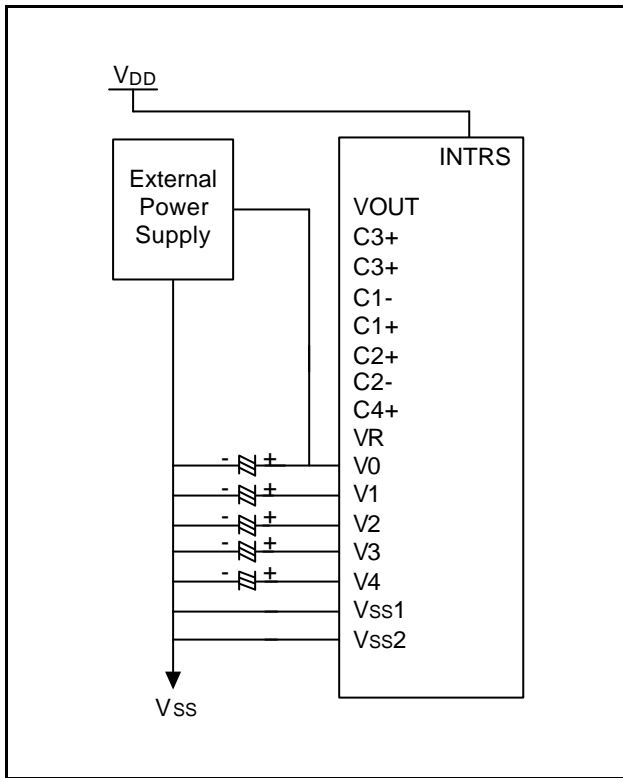 VDD
External
Power
Supply
INTRS
VOUT
C3+
C3+
C1-
C1+
C2+
C2-
C4+
VR
- + V0
- + V1
- + V2
- + V3
- + V4
VSS1
VSS2
VSS